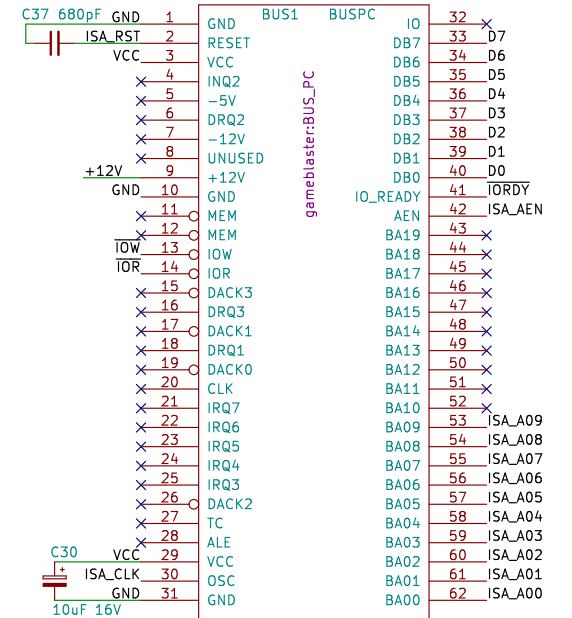 C37 680pF GND 1 GND BUS1 BUSPC IO 32
ISA_RST 2 RESET DB7 33 D7
VCC 3 VCC DB6 34 D6
4 INQ2 DB5 35 D5
5 -5V DB4 36 D4
6 DRQ2 DB3 37 D3
7 -12V DB2 38 D2
8 UNUSED DB1 39 D1
+12V 9 +12V DB0 40 D0
GND 10 GND IO_READY 41 IORDY
11 MEM AEN 42 ISA_AEN
12 MEM BA19 43
IOW 13 IOW BA18 44
IOR 14 IOR BA17 45
15 DACK3 BA16 46
16 DRQ3 BA15 47
17 DACK1 BA14 48
18 DRQ1 BA13 49
19 DACK0 BA12 50
20 CLK BA11 51
21 IRQ7 BA10 52
22 IRQ6 BA09 53 ISA_A09
23 IRQ5 BA08 54 ISA_A08
24 IRQ4 BA07 55 ISA_A07
25 IRQ3 BA06 56 ISA_A06
26 DACK2 BA05 57 ISA_A05
27 TC BA04 58 ISA_A04
28 ALE BA03 59 ISA_A03
C30 VCC 29 VCC BA02 60 ISA_A02
+ ISA_CLK 30 OSC BA01 61 ISA_A01
GND 31 GND BA00 62 ISA_A00
10uF 16V
gameblaster:BUS_PC